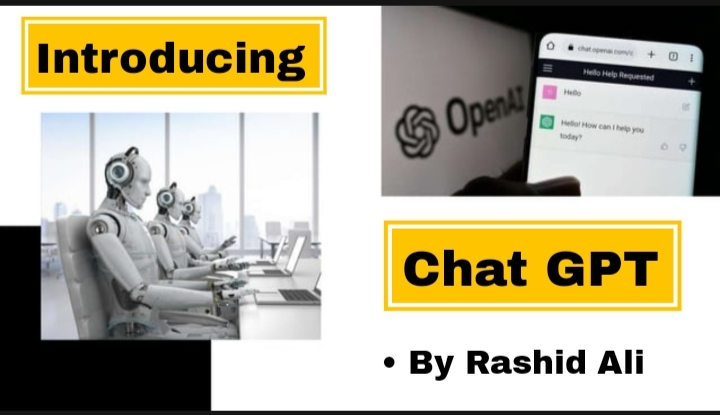 Introducing
OpenAI
chat.openai.com/c
Hello Help Requested
Hello
Hello! How can I help you
today?
Chat GPT
• By Rashid Ali